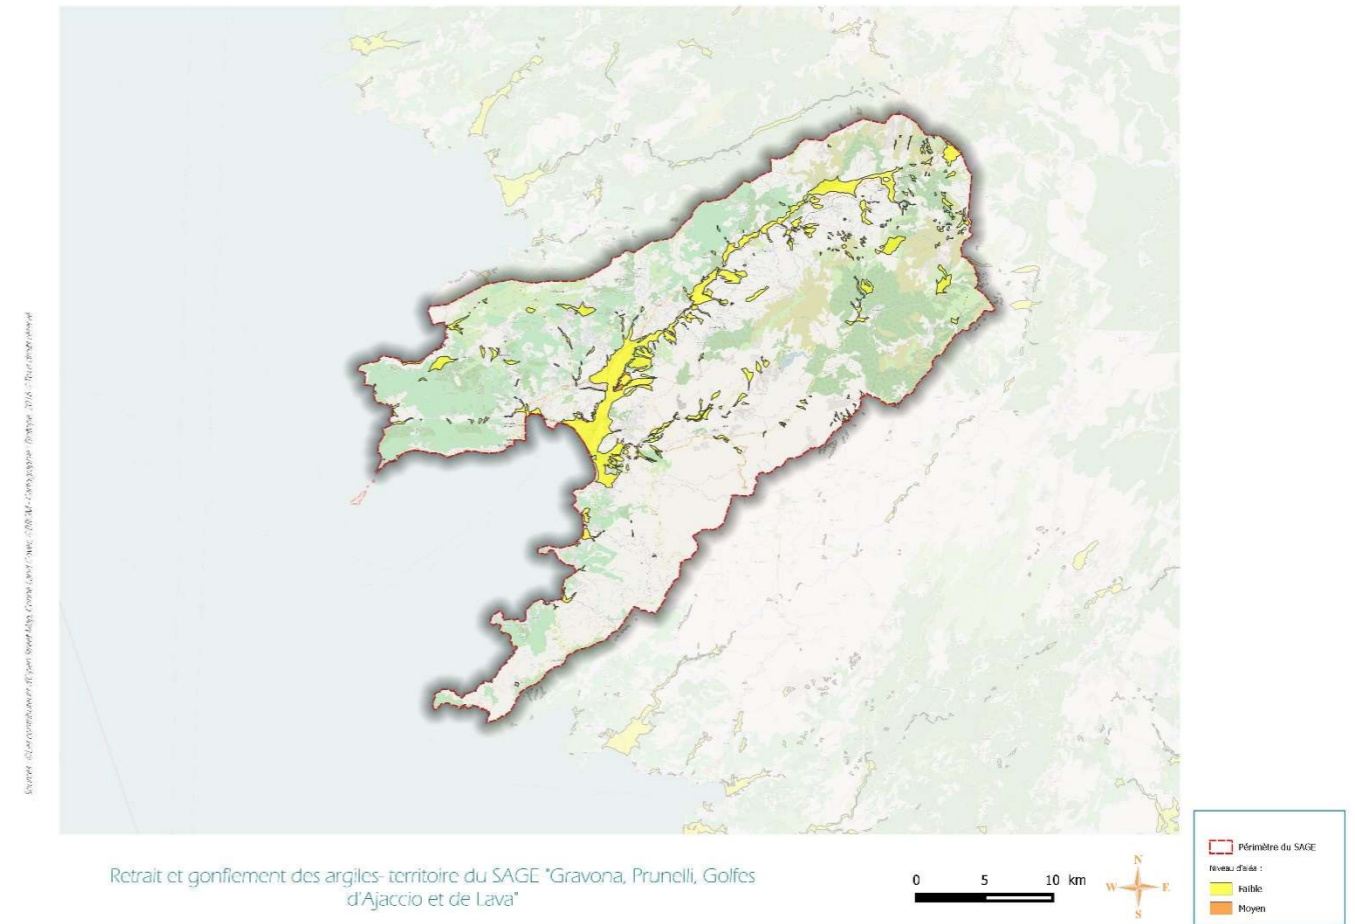 Retrait et gonflement des argiles- territoire du SAGE "Gravona, Prunelli, Golfes
d'Ajaccio et de Lava"
0 5 10 km
N
W E
S
Périmètre du SAGE
Niveau d'aléa :
Faible
Moyen